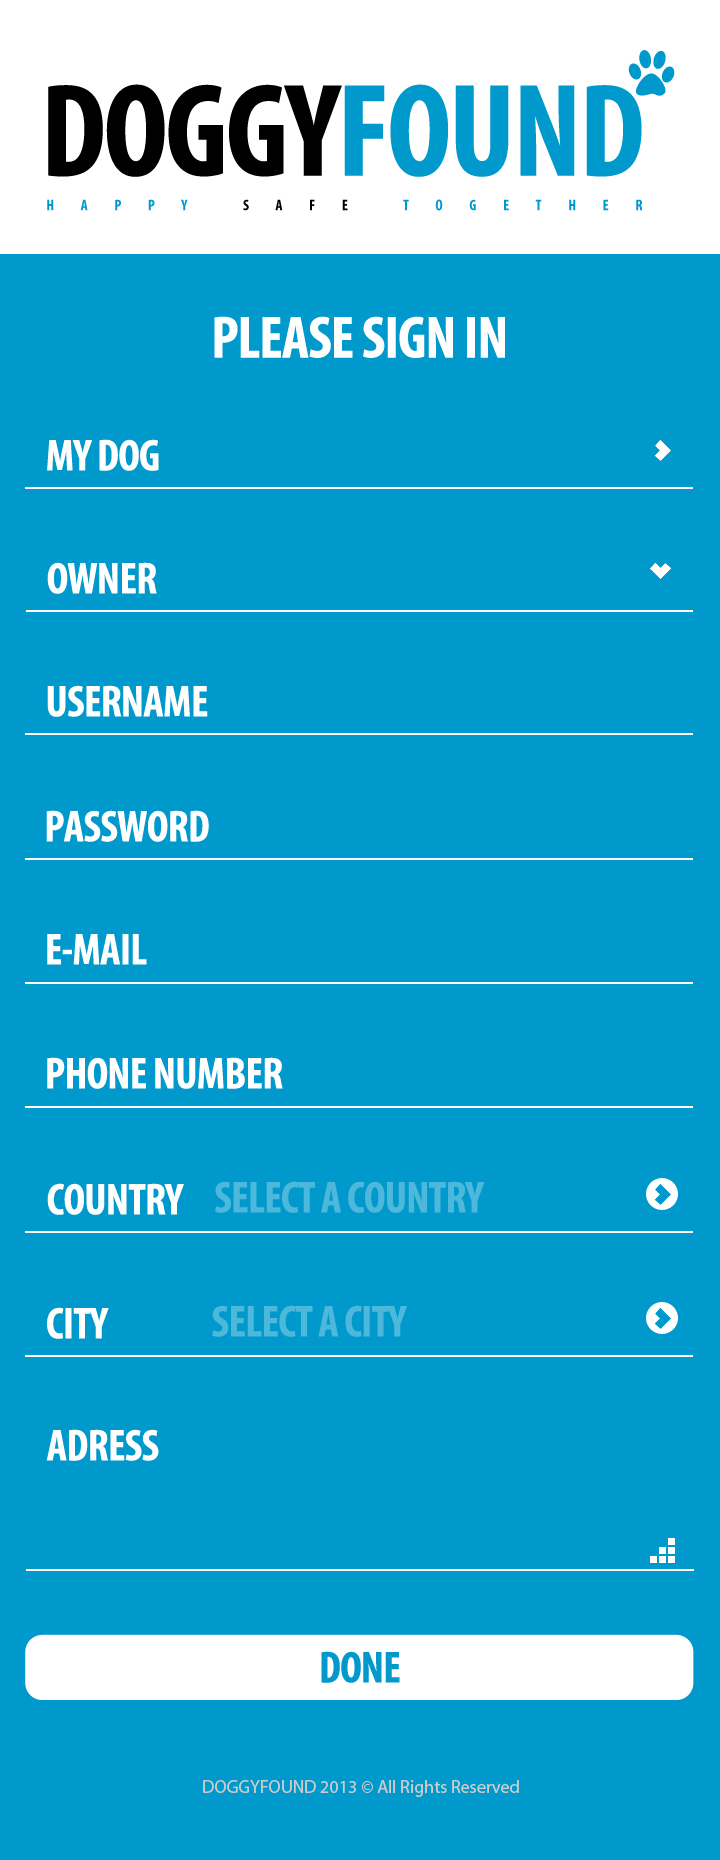 DOGGYFOUND
HAPPY SAFE TOGETHER
PLEASE SIGN IN
MY DOG
OWNER
USERNAME
PASSWORD
E-MAIL
PHONE NUMBER
COUNTRY SELECT A COUNTRY
CITY SELECT A CITY
ADRESS
DONE
DOGGYFOUND 2013 © All Rights Reserved